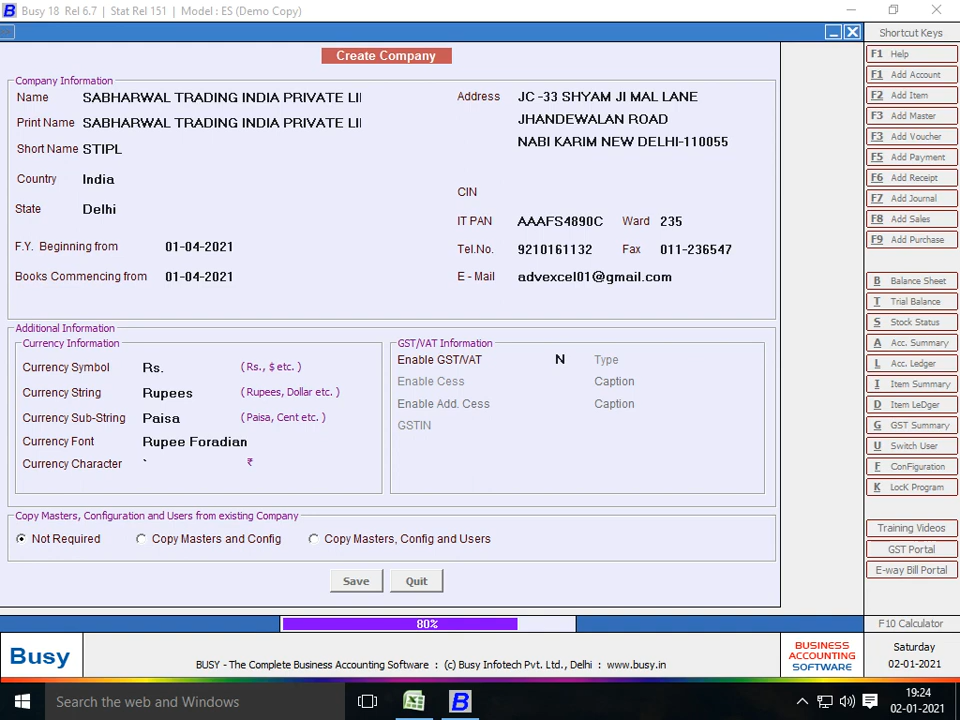 Busy 18 Rel 6.7 | Stat Rel 151 | Model : ES (Demo Copy)
Create Company
Company Information
Name SABHARWAL TRADING INDIA PRIVATE LI
Print Name SABHARWAL TRADING INDIA PRIVATE LI
Short Name STIPL
Country India
State Delhi
F.Y. Beginning from 01-04-2021
Books Commencing from 01-04-2021
Address JC -33 SHYAM JI MAL LANE
JHANDEWALAN ROAD
NABI KARIM NEW DELHI-110055
CIN
IT PAN AAAFS4890C Ward 235
Tel.No. 9210161132 Fax 011-236547
E - Mail advexcel01@gmail.com
Additional Information
Currency Information
Currency Symbol Rs. (Rs., $ etc.)
Currency String Rupees (Rupees, Dollar etc.)
Currency Sub-String Paisa (Paisa, Cent etc.)
Currency Font Rupee Foradian
Currency Character ` ₹
GST/VAT Information
Enable GST/VAT N Type
Enable Cess Caption
Enable Add. Cess Caption
GSTIN
Copy Masters, Configuration and Users from existing Company
Not Required Copy Masters and Config Copy Masters, Config and Users
Save Quit
80%
Shortcut Keys
F1 Help
F1 Add Account
F2 Add Item
F3 Add Master
F3 Add Voucher
F5 Add Payment
F6 Add Receipt
F7 Add Journal
F8 Add Sales
F9 Add Purchase
B Balance Sheet
T Trial Balance
S Stock Status
A Acc. Summary
L Acc. Ledger
I Item Summary
D Item LeDger
G GST Summary
U Switch User
F ConFiguration
K LocK Program
Training Videos
GST Portal
E-way Bill Portal
F10 Calculator
Busy
BUSY - The Complete Business Accounting Software : (c) Busy Infotech Pvt. Ltd., Delhi : www.busy.in
BUSINESS
ACCOUNTING
SOFTWARE
Saturday
02-01-2021
Search the web and Windows
B
19:24
02-01-2021